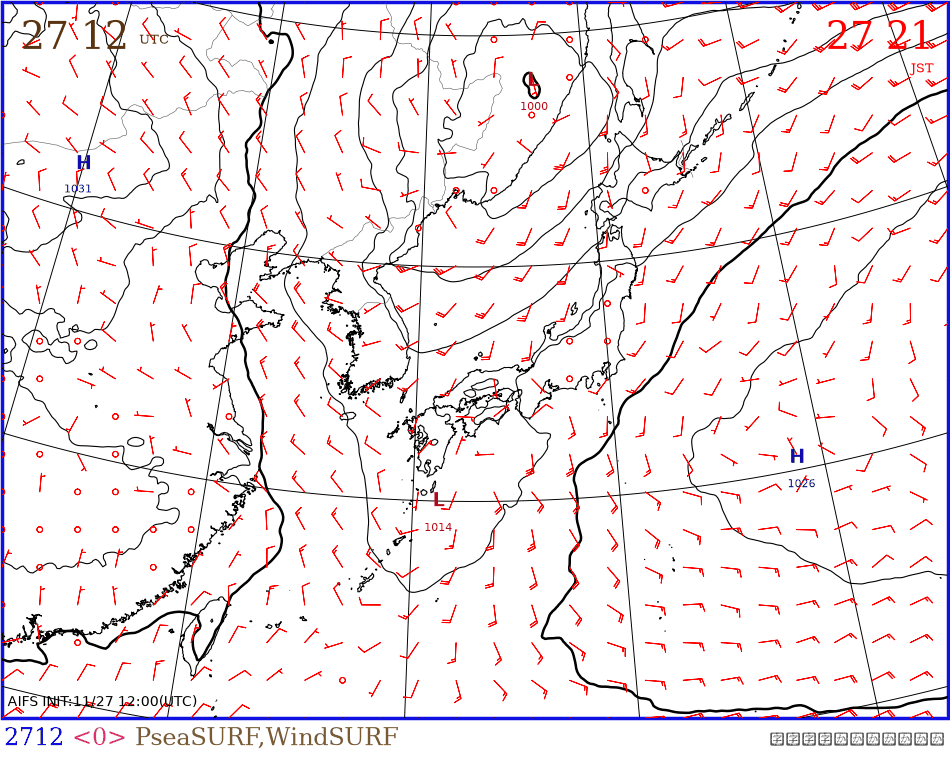 27 12 UTC
27 21
JST
L
1000
H
1031
H
1026
L
1014
AIFS INIT:11/27 12:00(UTC)
2712 <0> PseaSURF,WindSURF